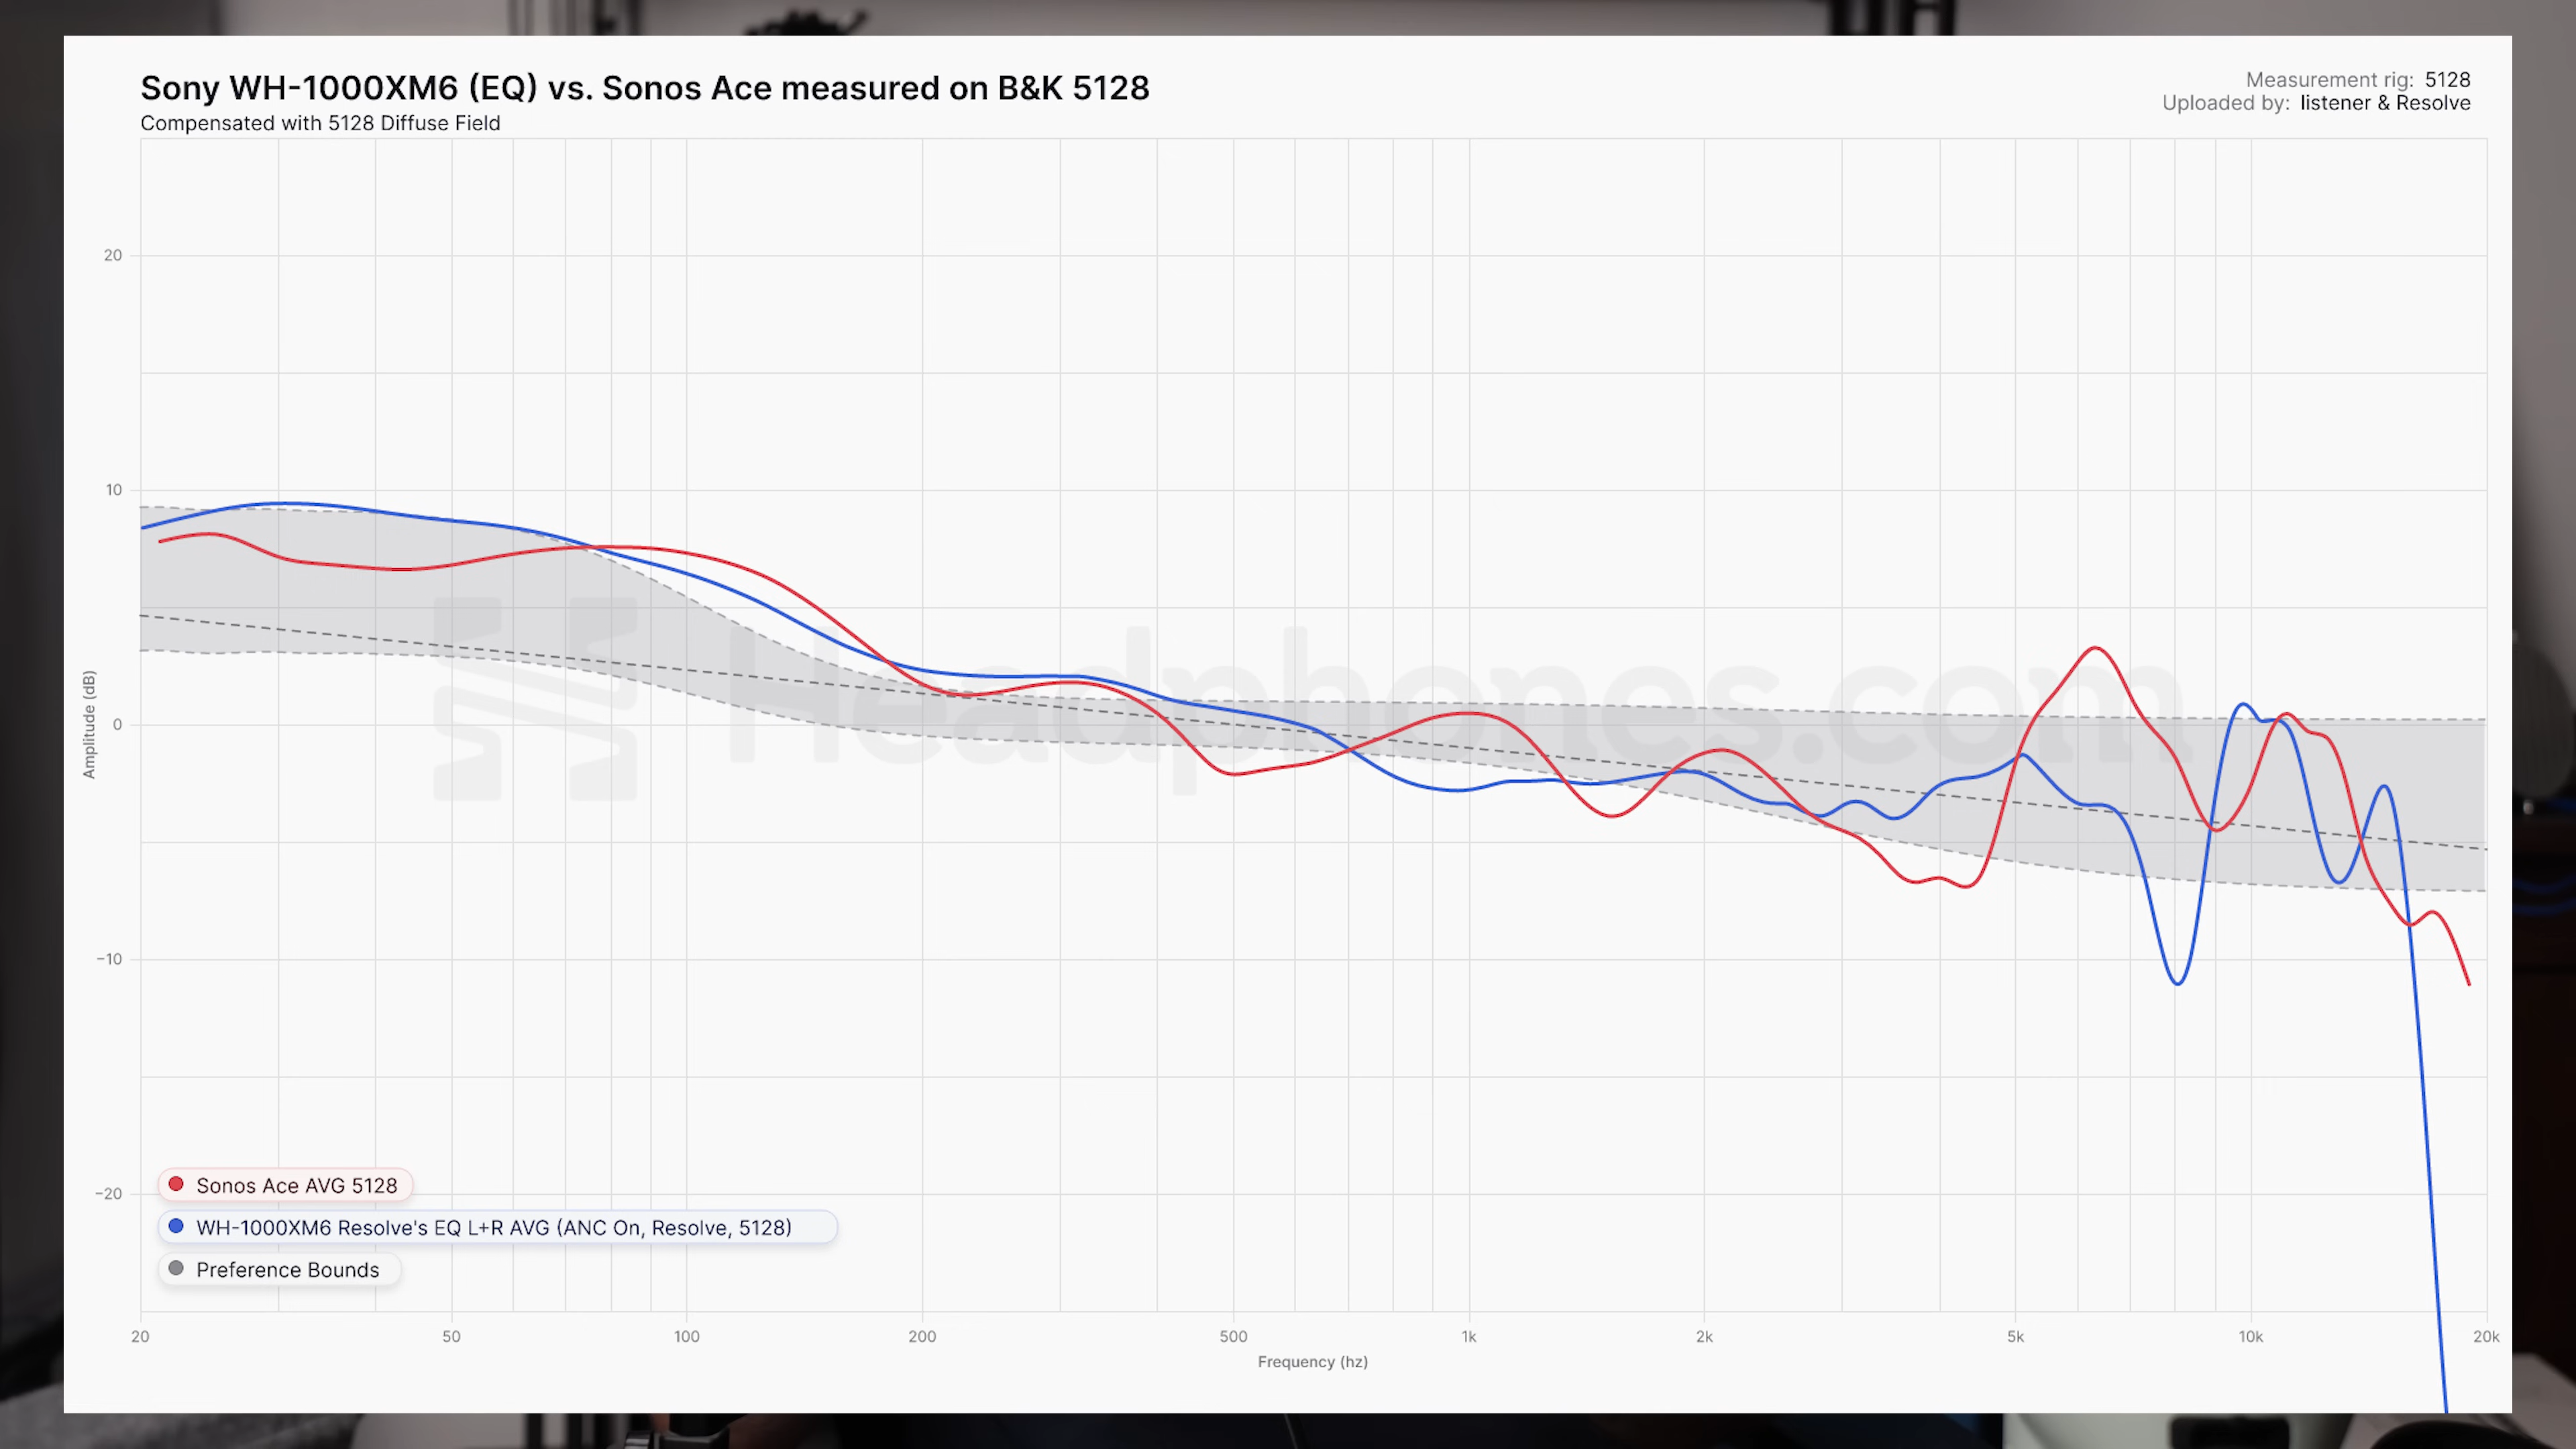 Sony WH-1000XM6 (EQ) vs. Sonos Ace measured on B&K 5128
Compensated with 5128 Diffuse Field
Measurement rig: 5128
Uploaded by: listener & Resolve
20
10
0
−10
−20
Amplitude (dB)
Headphones.com
Sonos Ace AVG 5128
WH-1000XM6 Resolve's EQ L+R AVG (ANC On, Resolve, 5128)
Preference Bounds
20 50 100 200 500 1k 2k 5k 10k 20k
Frequency (hz)